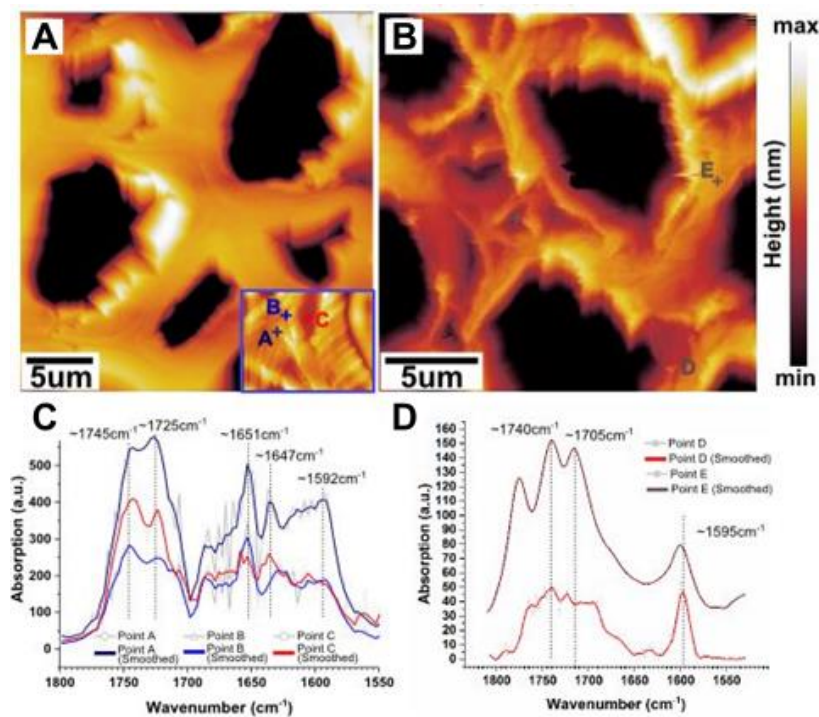 A
B
max
Height (nm)
min
E
B
A
C
D
5um
5um
C
~1745cm-1
~1725cm-1
~1651cm-1
~1647cm-1
~1592cm-1
Absorption (a.u.)
500
400
300
200
100
0
Point A
Point B
Point C
Point A (Smoothed)
Point B (Smoothed)
Point C (Smoothed)
1800
1750
1700
1650
1600
1550
Wavenumber (cm-1)
D
~1740cm-1
~1705cm-1
~1595cm-1
Point D
Point D (Smoothed)
Point E
Point E (Smoothed)
Absorption (a.u.)
160
150
140
130
120
110
100
90
80
70
60
50
40
30
20
10
0
1800
1750
1700
1650
1600
1550
Wavenumber (cm-1)